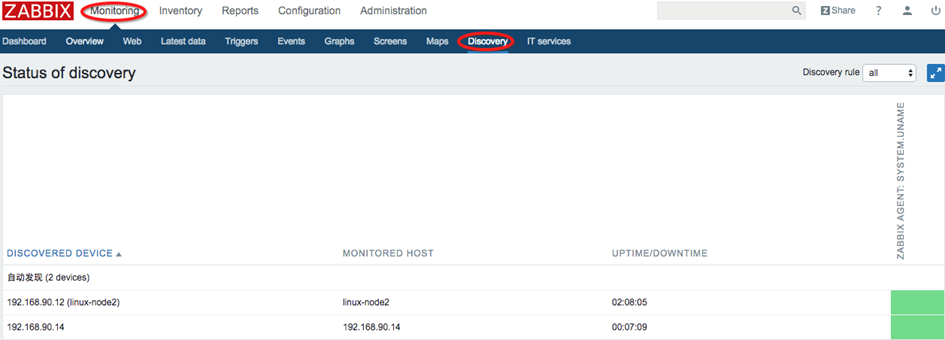 ZABBIX Monitoring Inventory Reports Configuration Administration Z Share ?
Dashboard Overview Web Latest data Triggers Events Graphs Screens Maps Discovery IT services
Status of discovery Discovery rule all
ZABBIX AGENT: SYSTEM.UNAME
DISCOVERED DEVICE ▲ MONITORED HOST UPTIME/DOWNTIME
自动发现 (2 devices)
192.168.90.12 (linux-node2) linux-node2 02:08:05
192.168.90.14 192.168.90.14 00:07:09